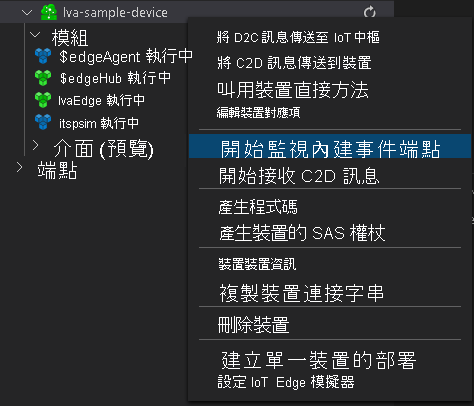 lva-sample-device
模組
$edgeAgent 執行中
$edgeHub 執行中
lvaEdge 執行中
itspsim 執行中
介面 (預覽)
端點
將 D2C 訊息傳送至 IoT 中樞
將 C2D 訊息傳送到裝置
叫用裝置直接方法
編輯裝置對應項
開始監視內建事件端點
開始接收 C2D 訊息
產生程式碼
產生裝置的 SAS 權杖
裝置裝置資訊
複製裝置連接字串
刪除裝置
建立單一裝置的部署
設定 IoT Edge 模擬器